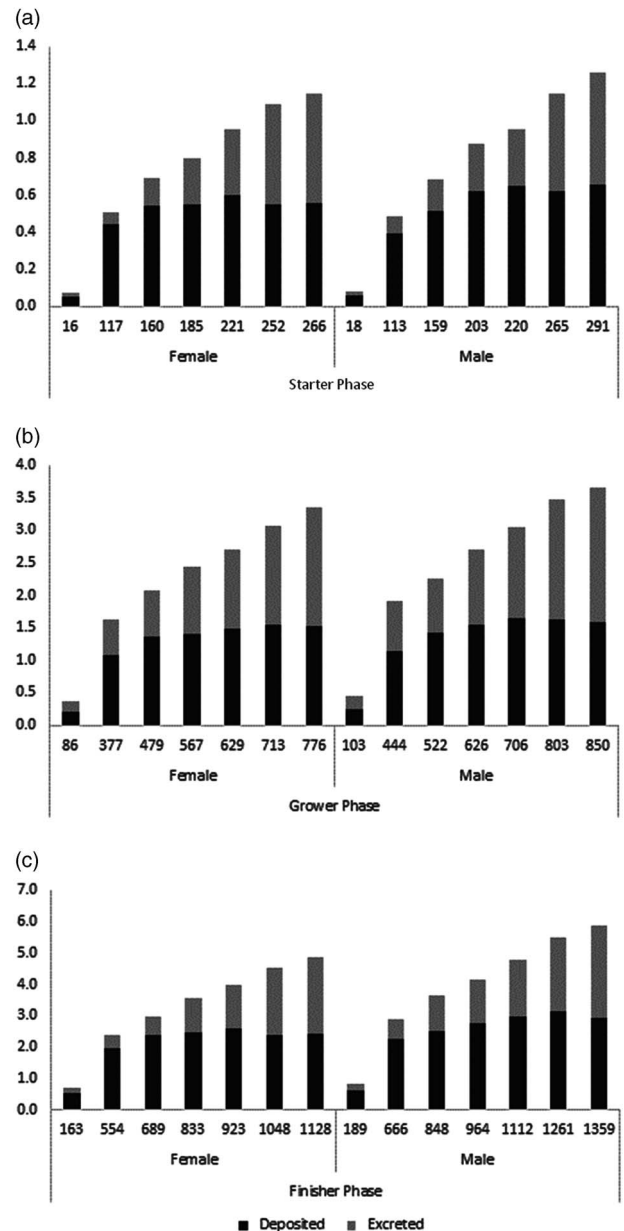 (a)
1.4
1.2
1.0
0.8
0.6
0.4
0.2
0.0
16 117 160 185 221 252 266 18 113 159 203 220 265 291
Female Male
Starter Phase
(b)
4.0
3.5
3.0
2.5
2.0
1.5
1.0
0.5
0.0
86 377 479 567 629 713 776 103 444 522 626 706 803 850
Female Male
Grower Phase
(c)
7.0
6.0
5.0
4.0
3.0
2.0
1.0
0.0
163 554 689 833 923 1048 1128 189 666 848 964 1112 1261 1359
Female Male
Finisher Phase
Deposited Excreted